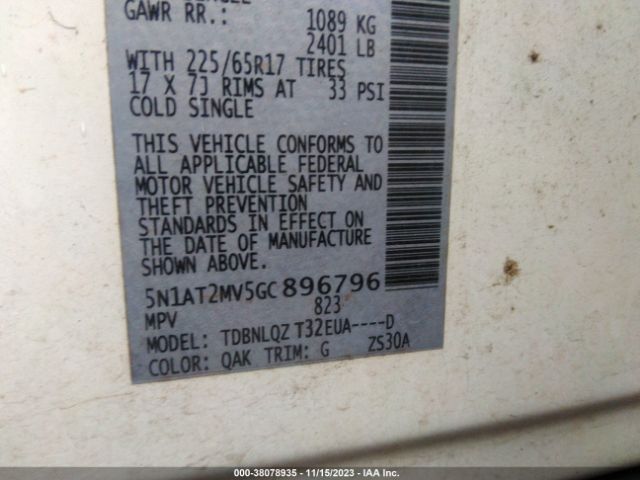 GAWR RR.: 1089 KG
2401 LB
WITH 225/65R17 TIRES
17 X 7J RIMS AT 33 PSI
COLD SINGLE
THIS VEHICLE CONFORMS TO
ALL APPLICABLE FEDERAL
MOTOR VEHICLE SAFETY AND
THEFT PREVENTION
STANDARDS IN EFFECT ON
THE DATE OF MANUFACTURE
SHOWN ABOVE.
5N1AT2MV5GC896796
MPV 823
MODEL: TDBNLQZ T32EUA----D
COLOR: QAK TRIM: G ZS30A
000-38078935 - 11/15/2023 - IAA Inc.